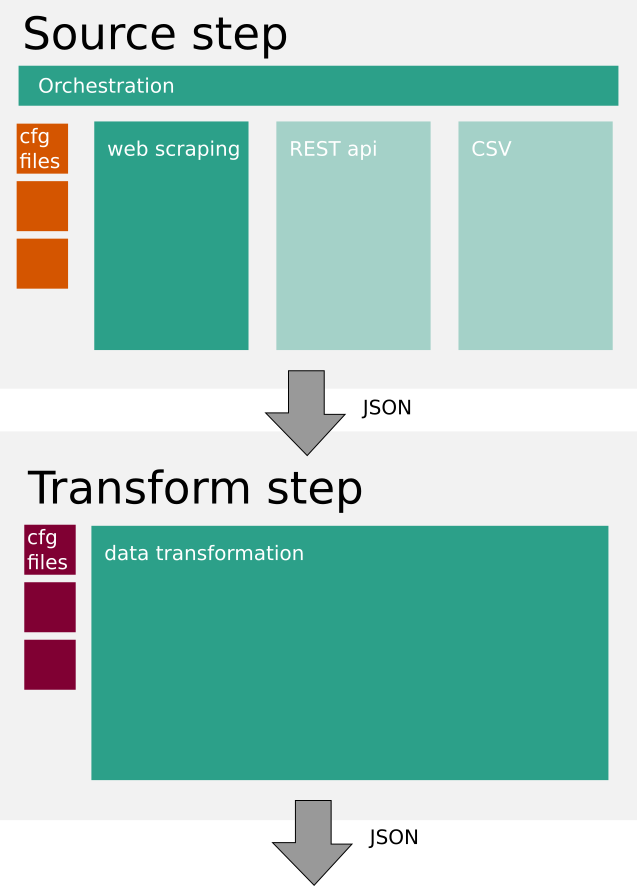 Source step
Orchestration
cfg
files
web scraping
REST api
CSV
JSON
Transform step
cfg
files
data transformation
JSON